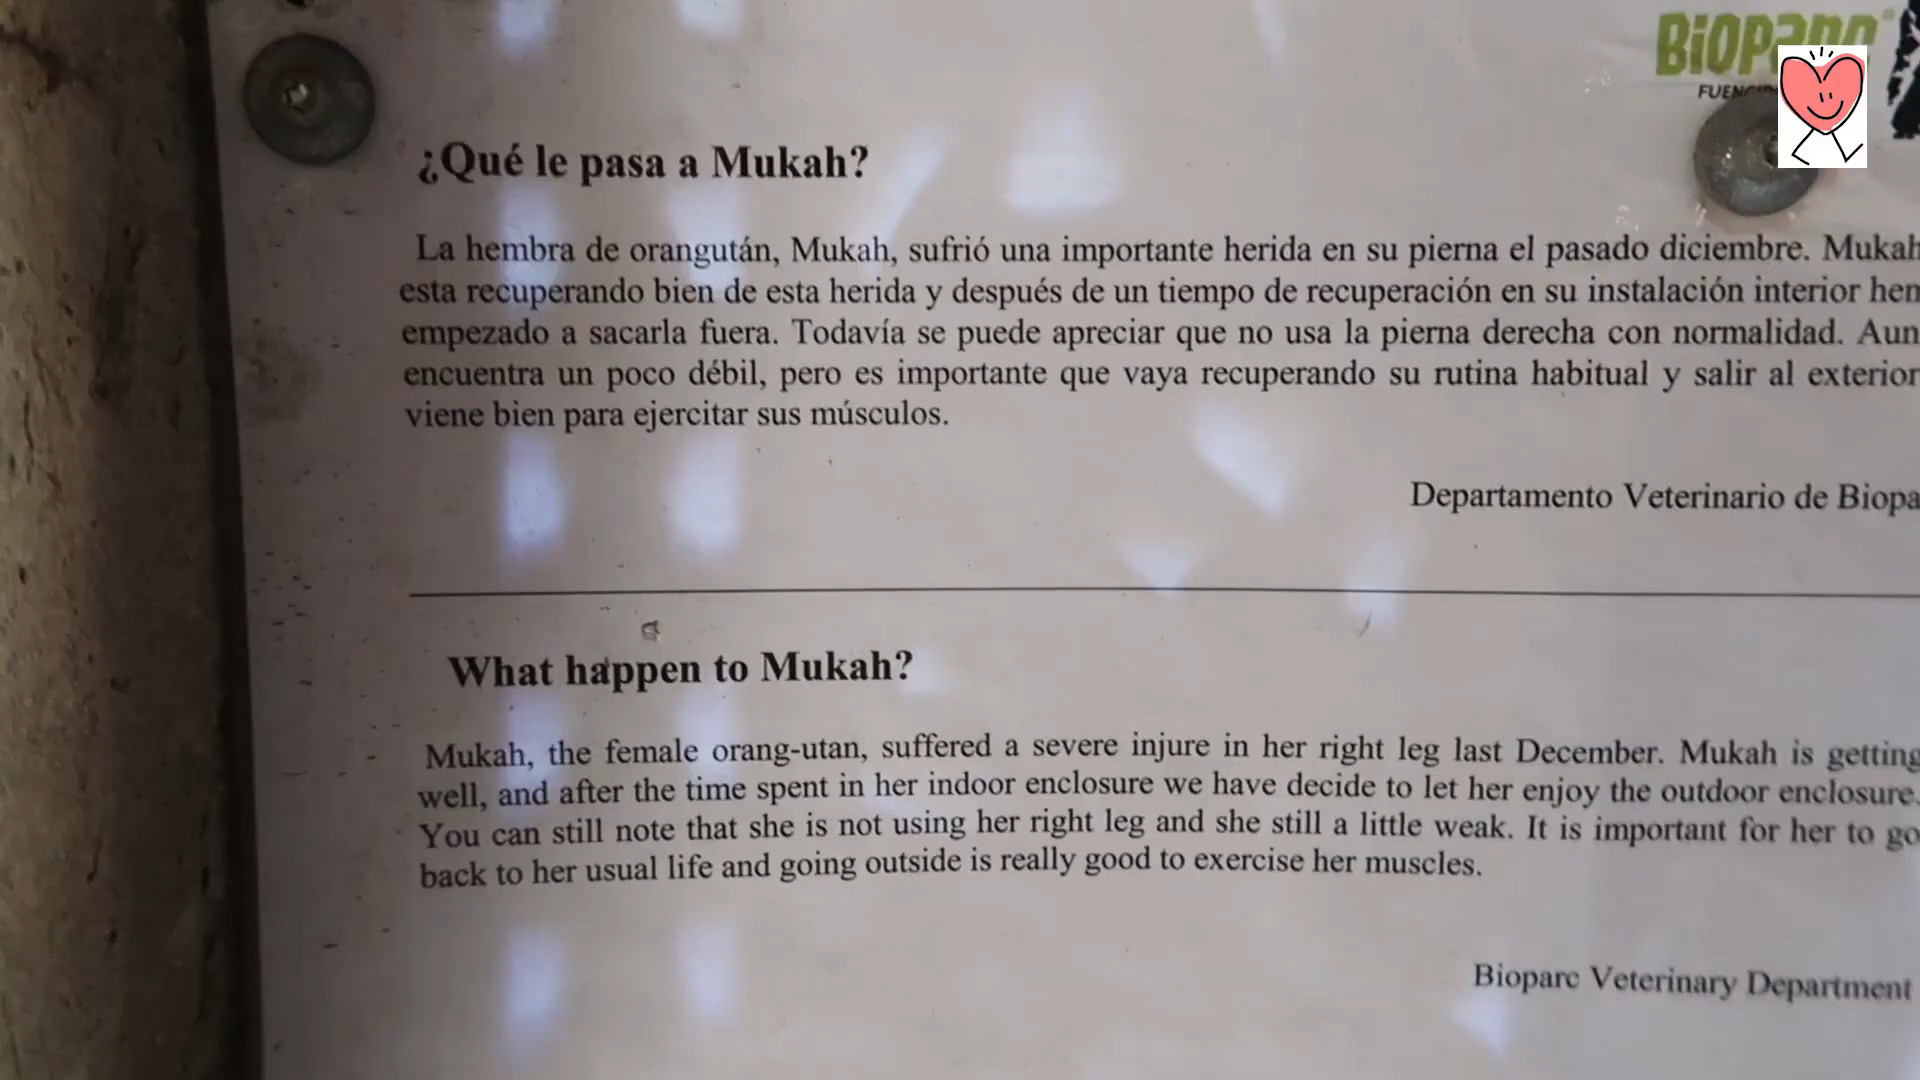 BiOPARC
¿Qué le pasa a Mukah?
La hembra de orangután, Mukah, sufrió una importante herida en su pierna el pasado diciembre. Mukah
esta recuperando bien de esta herida y después de un tiempo de recuperación en su instalación interior
empezado a sacarla fuera. Todavía se puede apreciar que no usa la pierna derecha con normalidad.
encuentra un poco débil, pero es importante que vaya recuperando su rutina habitual y salir al exterior
viene bien para ejercitar sus músculos.
Departamento Veterinario de
What happen to Mukah?
Mukah, the female orang-utan, suffered a severe injure in her right leg last December. Mukah is getting
well, and after the time spent in her indoor enclosure we have decide to let her enjoy the outdoor enclosure.
You can still note that she is not using her right leg and she still a little weak. It is important for her to go
back to her usual life and going outside is really good to exercise her muscles.
Bioparc Veterinary Department